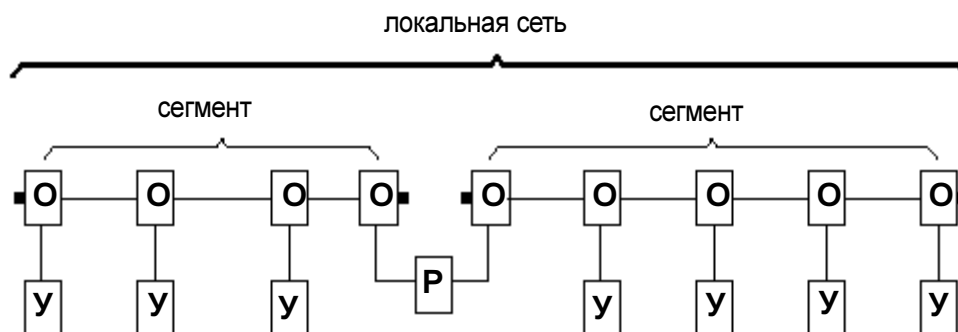 локальная сеть
сегмент сегмент
О О О О О О О О О
Р
У У У У У У У